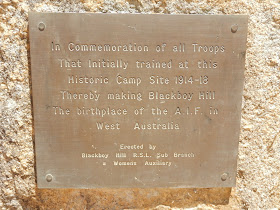 In Commemoration of all Troops
That Initially trained at this
Historic Camp Site 1914-18
Thereby making Blackboy Hill
The birthplace of the A.I.F. in
West Australia
Erected by
Blackboy Hill R.S.L. Sub Branch
& Womens Auxiliary